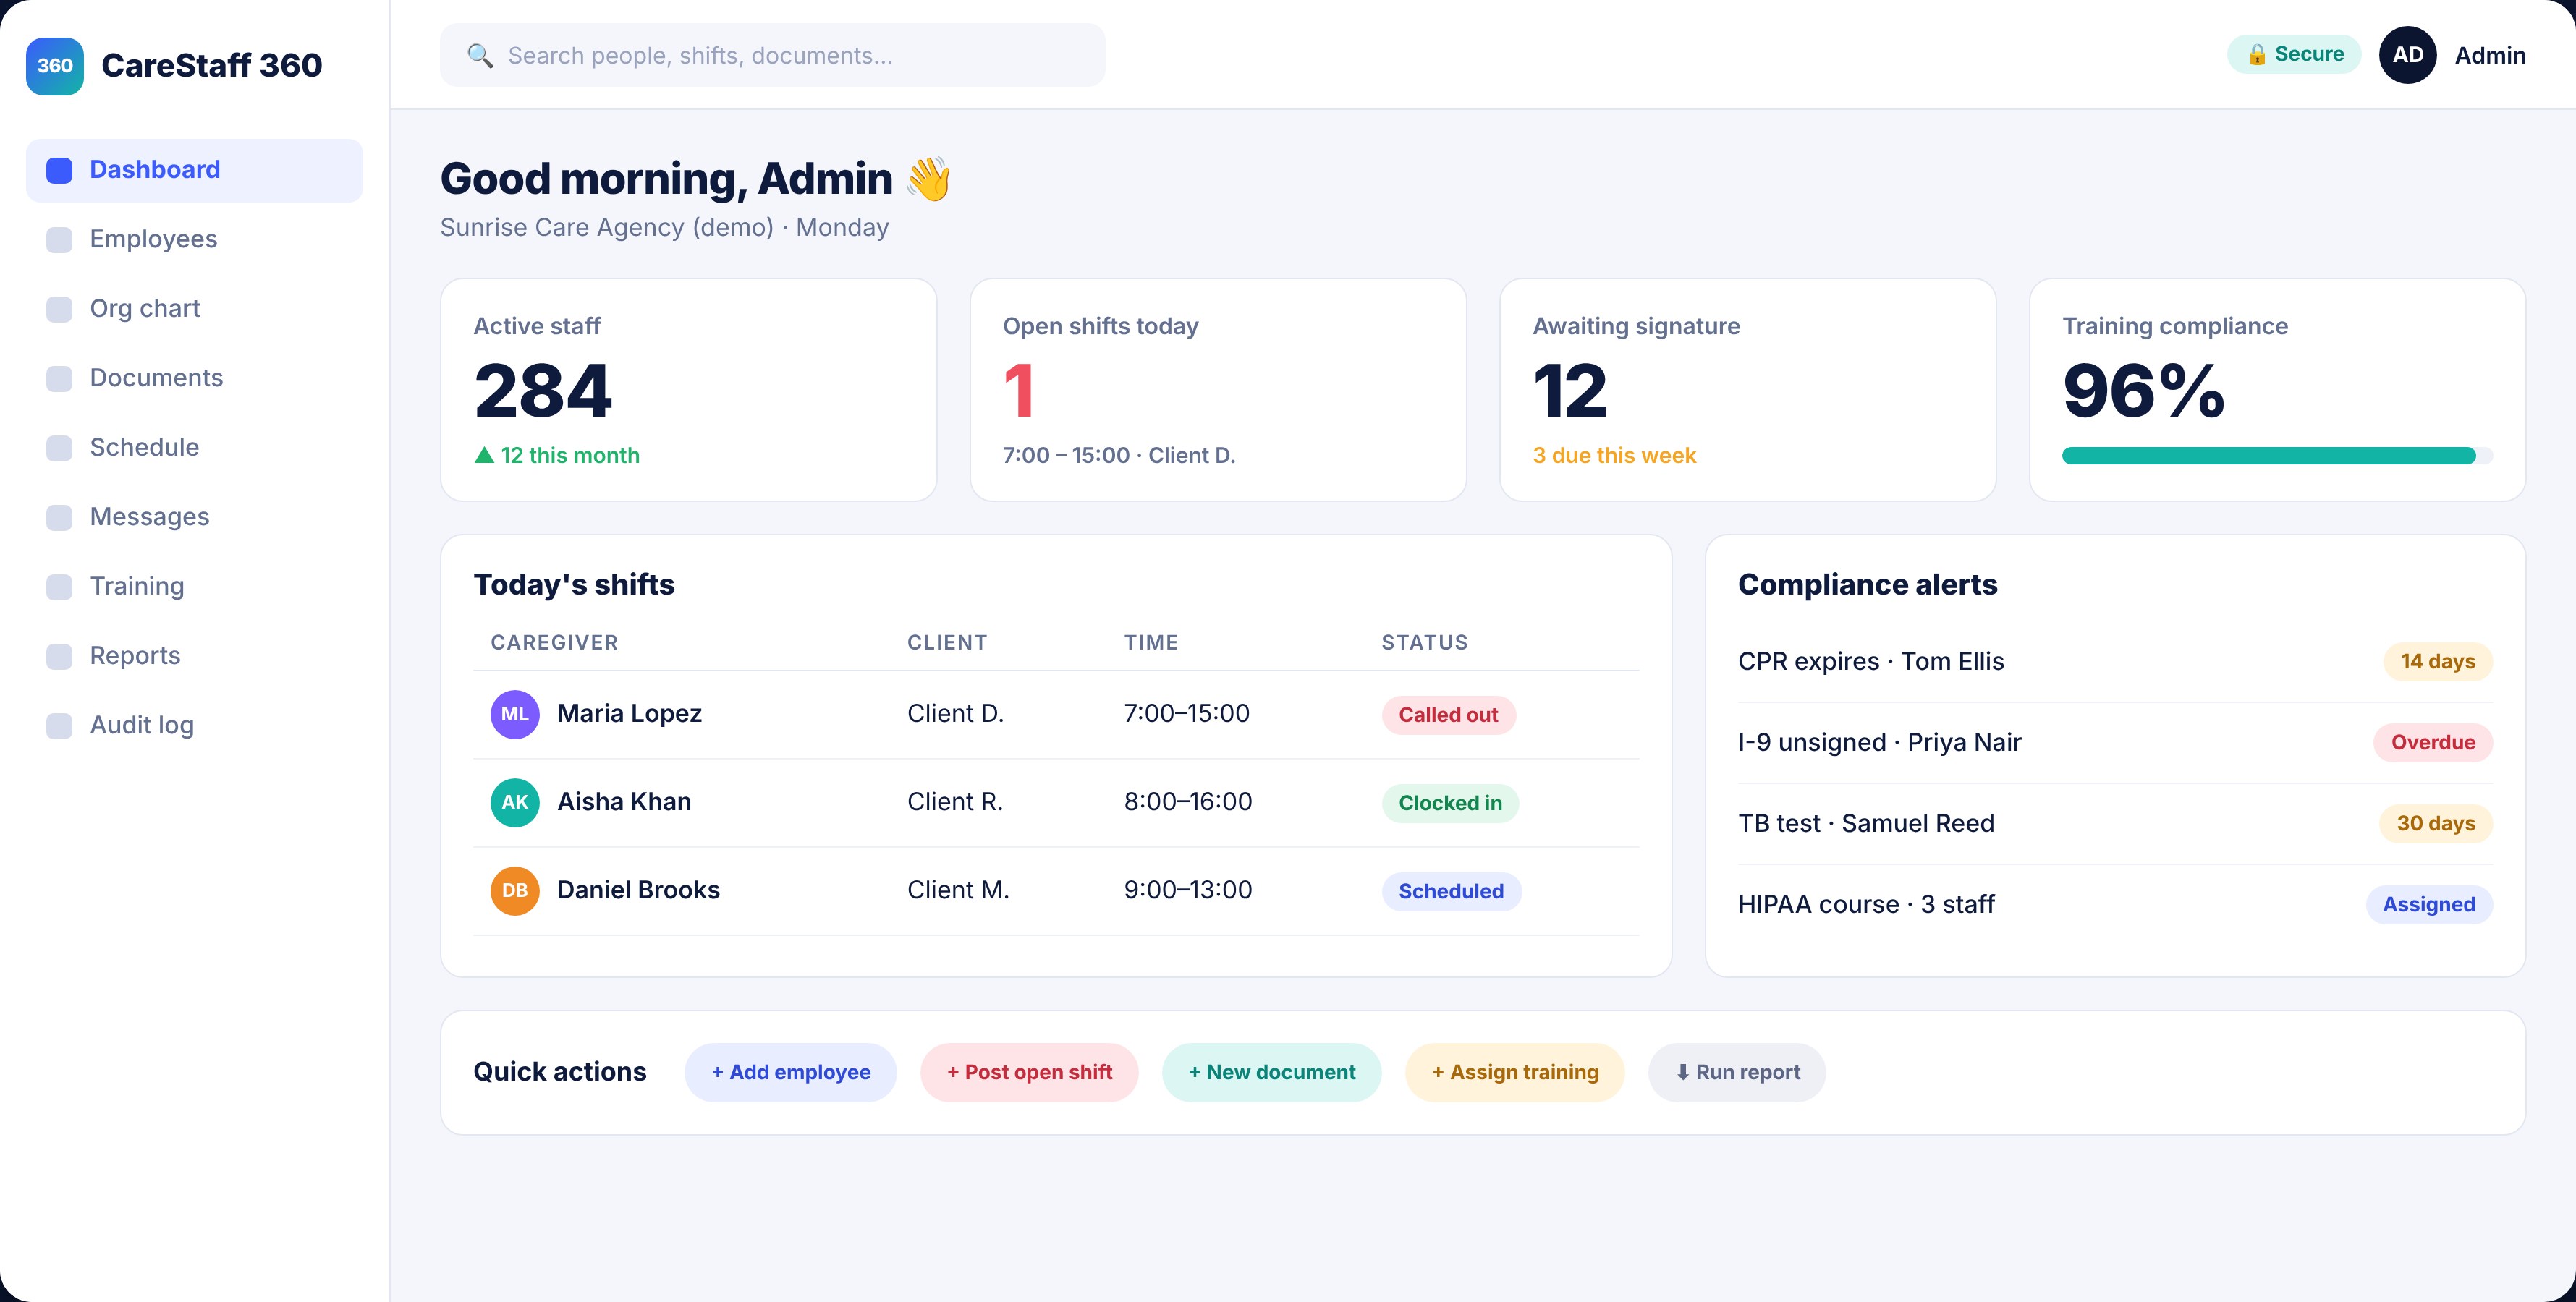 360 CareStaff 360
🔍 Search people, shifts, documents...
🔒 Secure AD Admin
Dashboard
Employees
Org chart
Documents
Schedule
Messages
Training
Reports
Audit log
Good morning, Admin 👋
Sunrise Care Agency (demo) · Monday
Active staff
284
▲ 12 this month
Open shifts today
1
7:00 – 15:00 · Client D.
Awaiting signature
12
3 due this week
Training compliance
96%
Today's shifts
CAREGIVER CLIENT TIME STATUS
ML Maria Lopez Client D. 7:00–15:00 Called out
AK Aisha Khan Client R. 8:00–16:00 Clocked in
DB Daniel Brooks Client M. 9:00–13:00 Scheduled
Compliance alerts
CPR expires · Tom Ellis 14 days
I-9 unsigned · Priya Nair Overdue
TB test · Samuel Reed 30 days
HIPAA course · 3 staff Assigned
Quick actions + Add employee + Post open shift + New document + Assign training ⬇ Run report